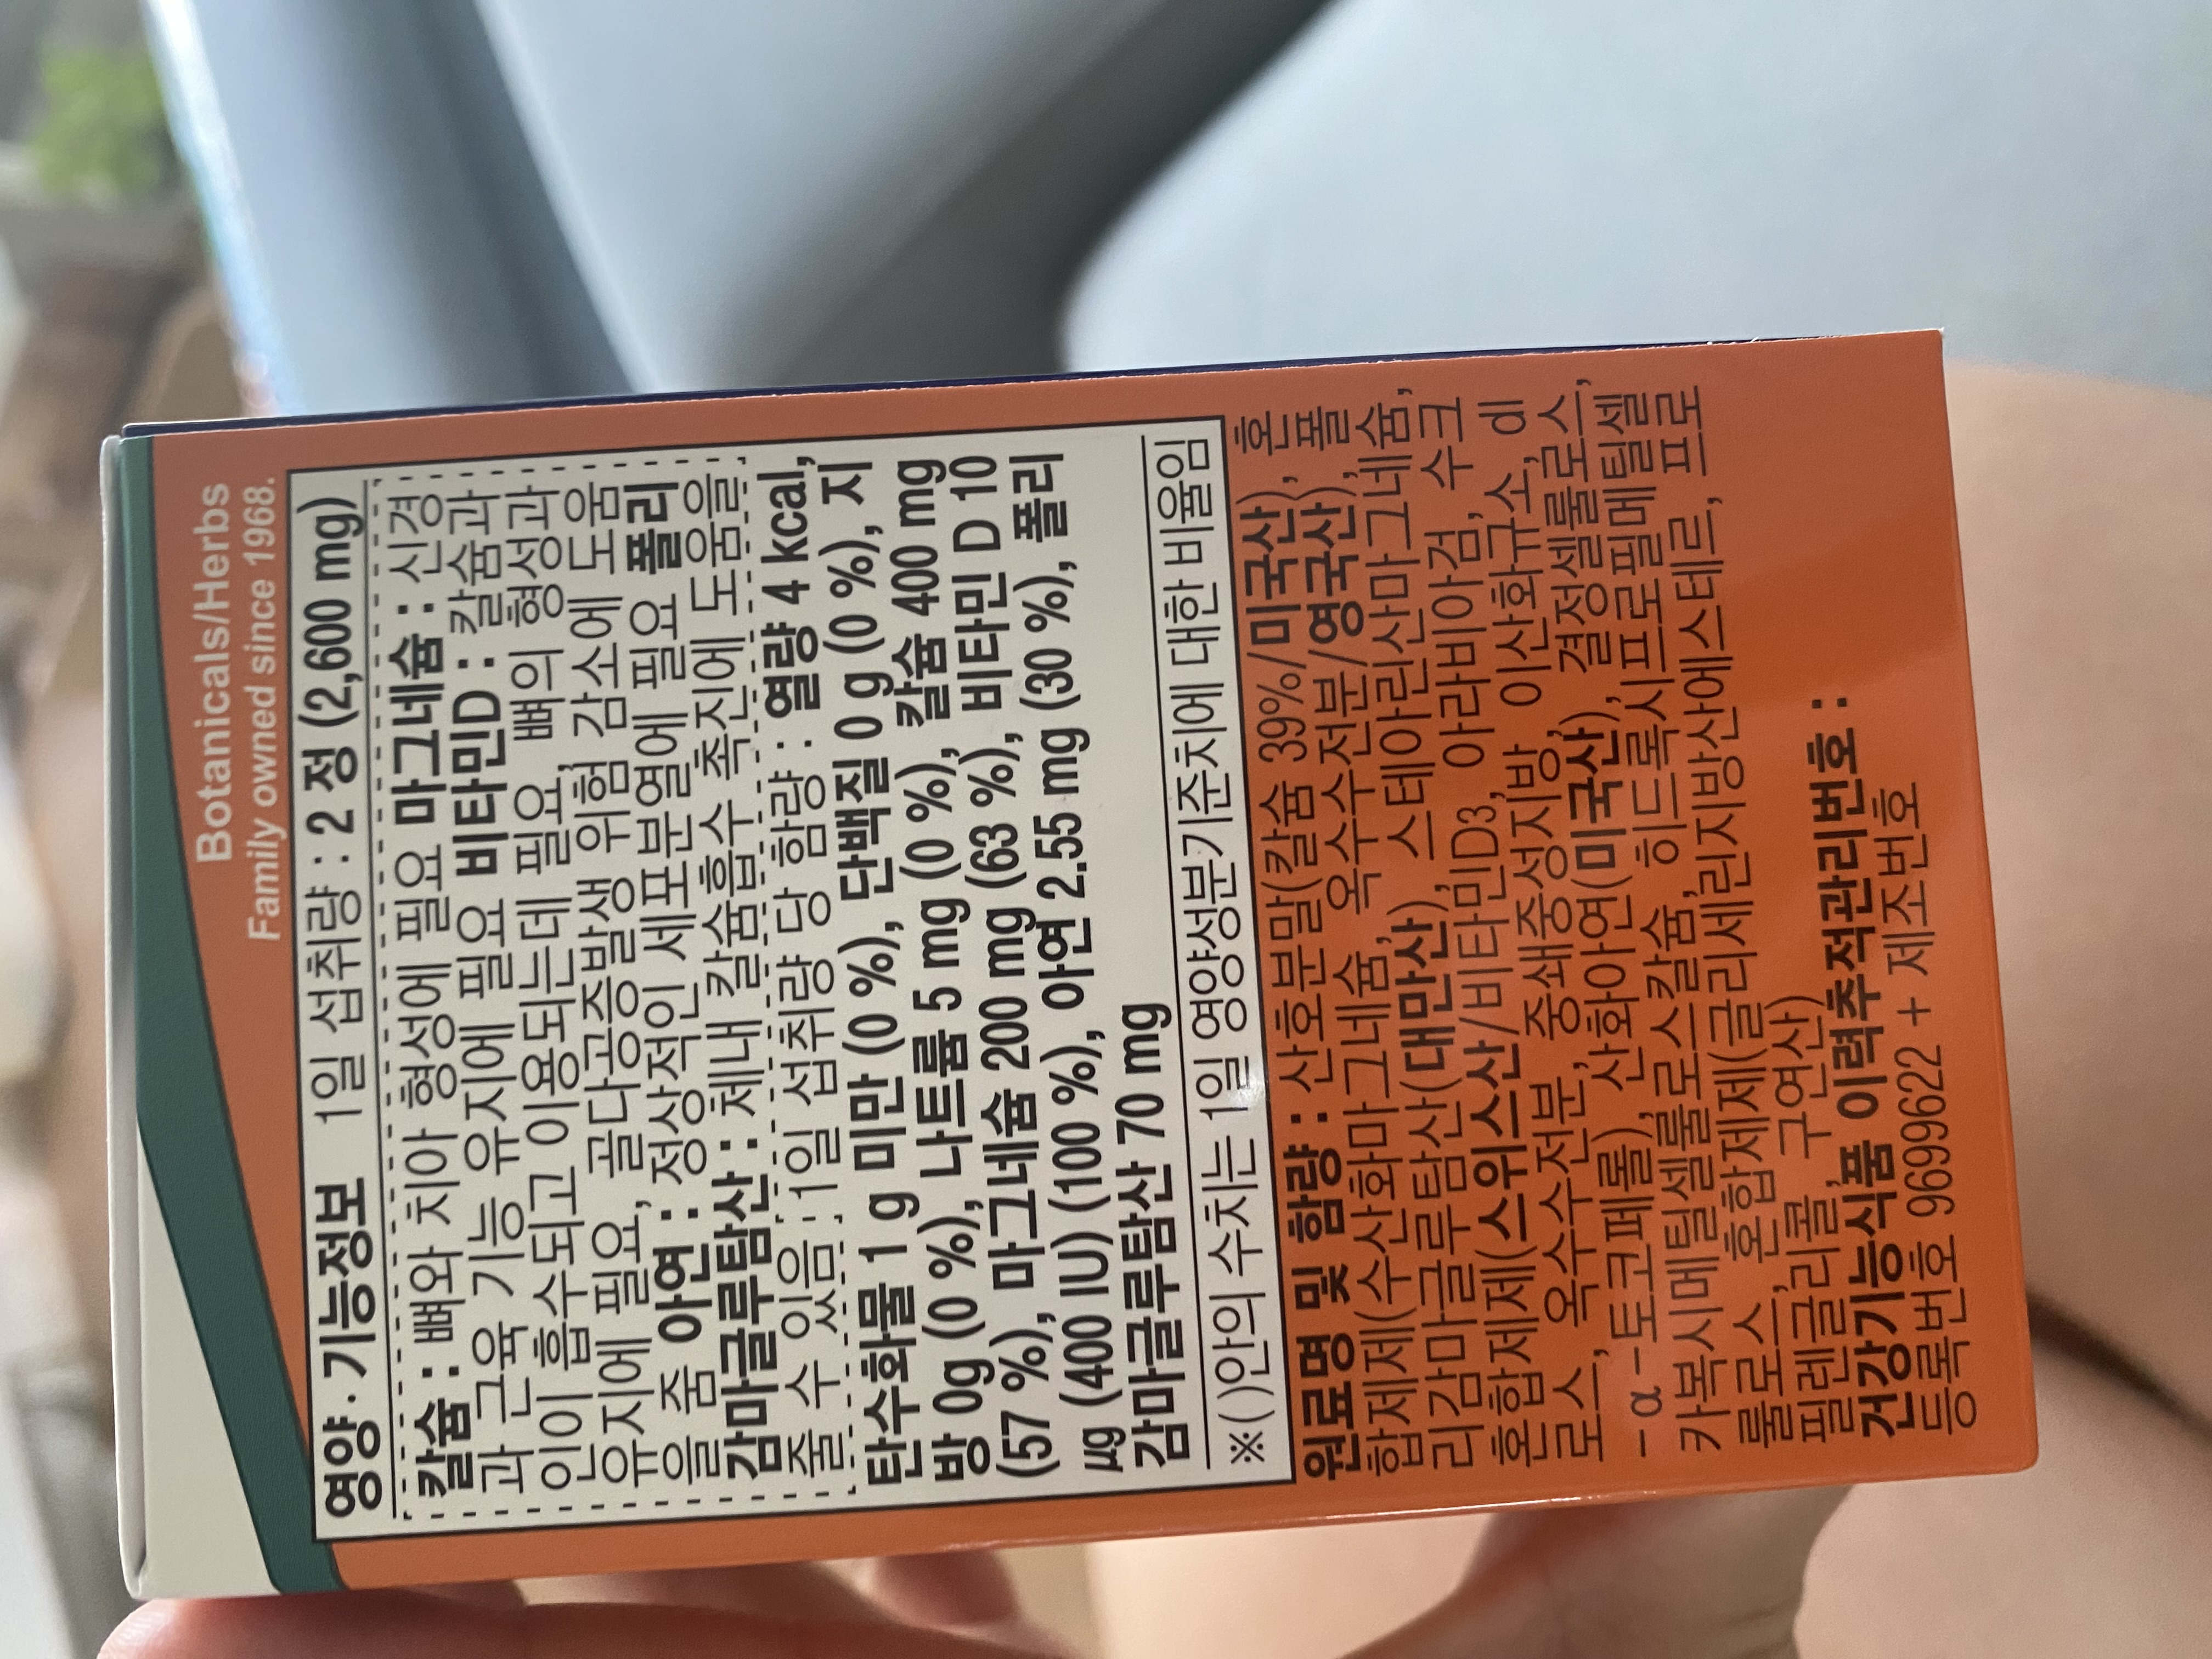 Botanicals/Herbs
Family owned since 1968.
영양·기능정보 1일 섭취량 : 2 정 (2,600 mg)
칼슘 : 뼈와 치아 형성에 필요 마그네슘 : 신경
과 근육 기능 유지에 필요 비타민D : 칼슘과
인이 흡수되고 이용되는데 필요, 뼈의 형성과
유지에 필요, 골다공증발생 위험 감소에 도움
을 줌 아연 : 정상적인 세포분열에 필요 폴리
감마글루탐산 : 체내 칼슘흡수 촉진에 도움을
줄 수 있음 1일 섭취량 당 함량 : 열량 4 kcal,
탄수화물 1 g 미만 (0 %), 단백질 0 g (0 %), 지
방 0g (0 %), 나트륨 5 mg (0 %), 칼슘 400 mg
(57 %), 마그네슘 200 mg (63 %), 비타민 D 10
µg (400 IU) (100 %), 아연 2.55 mg (30 %), 폴리
감마글루탐산 70 mg
※( )안의 수치는 1일 영양성분기준치에 대한 비율임
원료명 및 함량 : 산호분말(칼슘 39%/미국산), 혼
합제제(수산화마그네슘, 옥수수전분/영국산), 폴
리감마글루탐산(대만산), 스테아린산마그네슘,
혼합제제(스위스산/비타민D3, 아라비아검, 수크
로스, 옥수수전분, 중쇄중성지방, 이산화규소, dl
-α-토코페롤), 산화아연(미국산), 결정셀룰로스,
카복시메틸셀룰로스칼슘, 히드록시프로필메틸셀
룰로스, 혼합제제(글리세린지방산에스테르, 프로
필렌글리콜, 구연산)
건강기능식품 이력추적관리번호 :
등록번호 9699622 + 제조번호